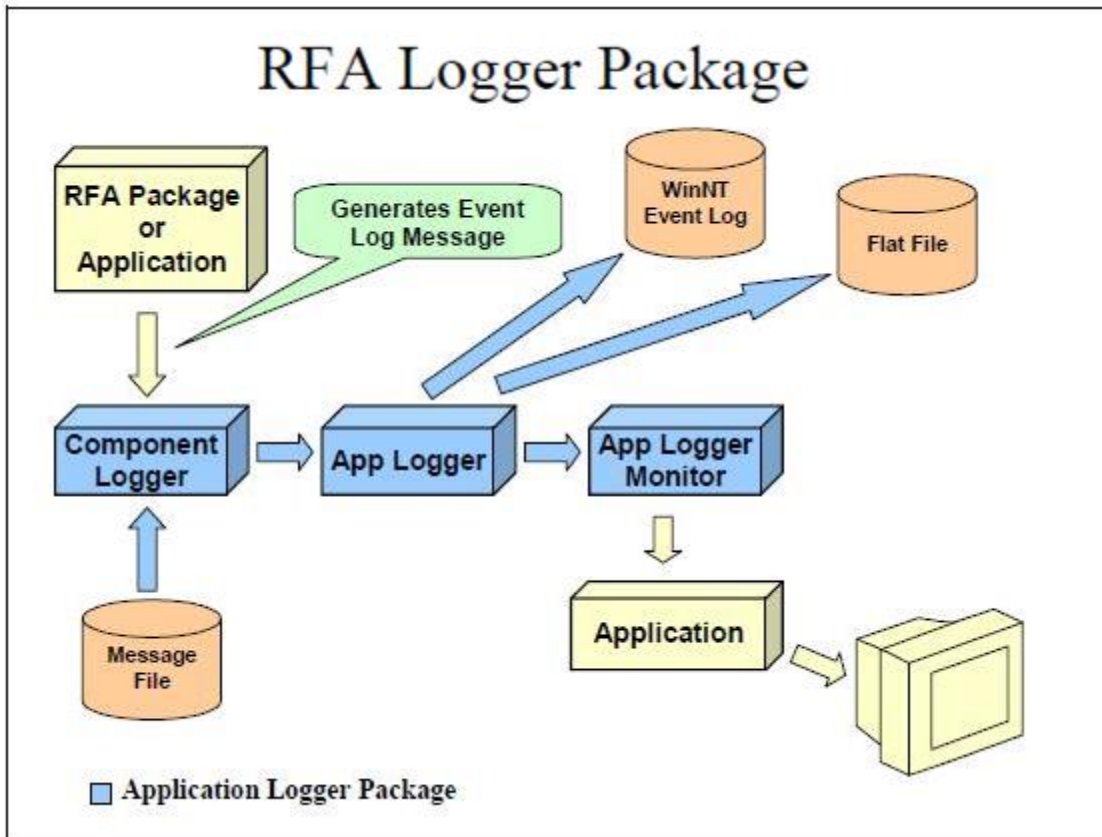 RFA Logger Package
RFA Package
or
Application
Generates Event
Log Message
WinNT
Event Log
Flat File
Component
Logger
App Logger
App Logger
Monitor
Message
File
Application
Application Logger Package